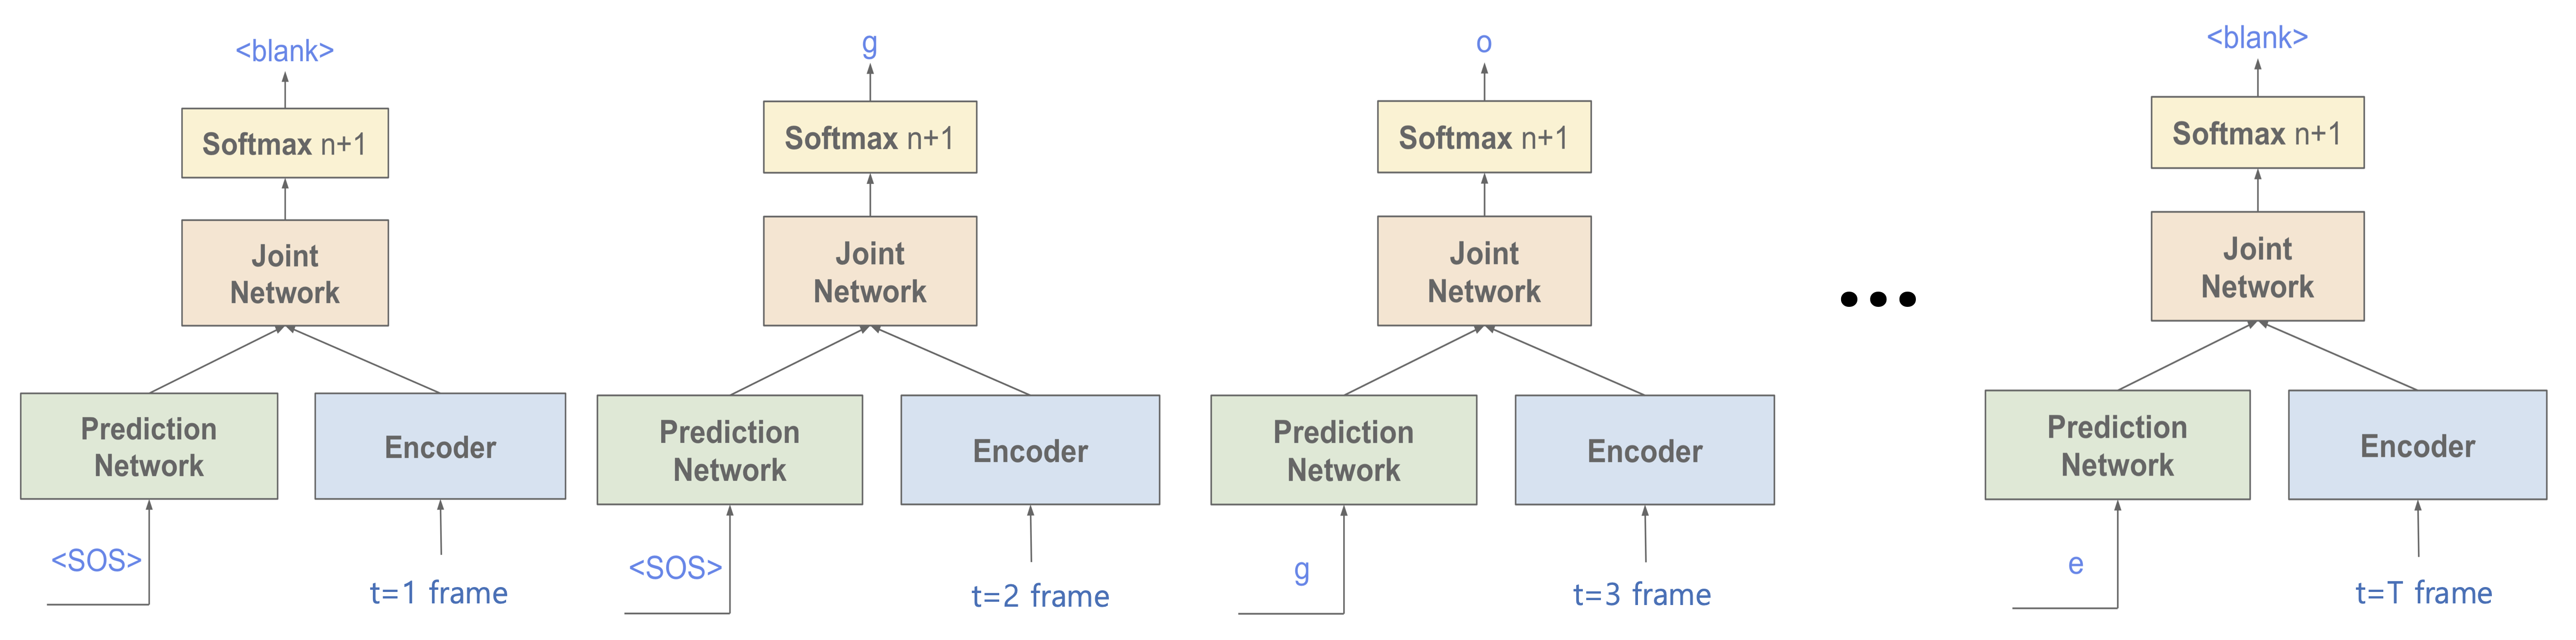 <blank>
Softmax n+1
Joint
Network
Prediction
Network
Encoder
<SOS>
t=1 frame
g
Softmax n+1
Joint
Network
Prediction
Network
Encoder
<SOS>
t=2 frame
o
Softmax n+1
Joint
Network
Prediction
Network
Encoder
g
t=3 frame
<blank>
Softmax n+1
Joint
Network
Prediction
Network
Encoder
e
t=T frame